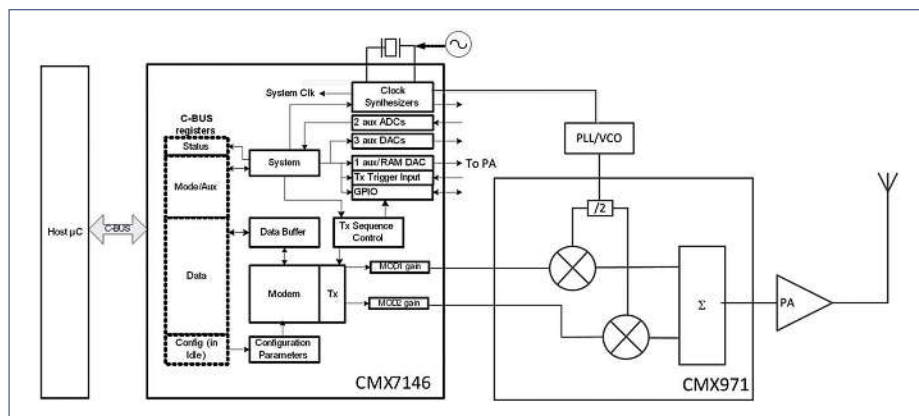 System Clk
Clock
Synthesizers
C-BUS
registers
2 aux ADCs
3 aux DACs
PLL/VCO
Status
System
1 aux/RAM DAC
To PA
Mode/Aux
Tx Trigger Input
GPIO
/2
Host µC
C-BUS
Data Buffer
Tx Sequence
Control
Data
Modem
Tx
MOD1 gain
MOD2 gain
Σ
PA
Config (in
Idle)
Configuration
Parameters
CMX7146
CMX971